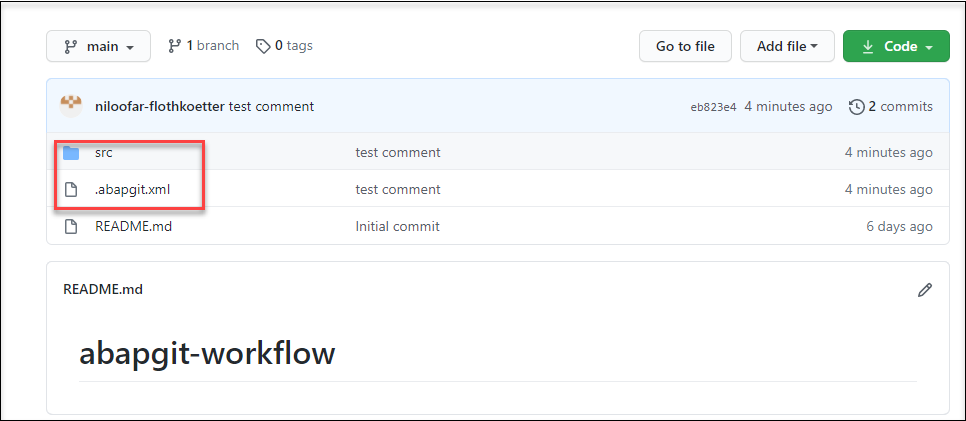 main 1 branch 0 tags Go to file Add file Code
niloofar-flothkoetter test comment eb823e4 4 minutes ago 2 commits
src test comment 4 minutes ago
.abapgit.xml test comment 4 minutes ago
README.md Initial commit 6 days ago
README.md
abapgit-workflow